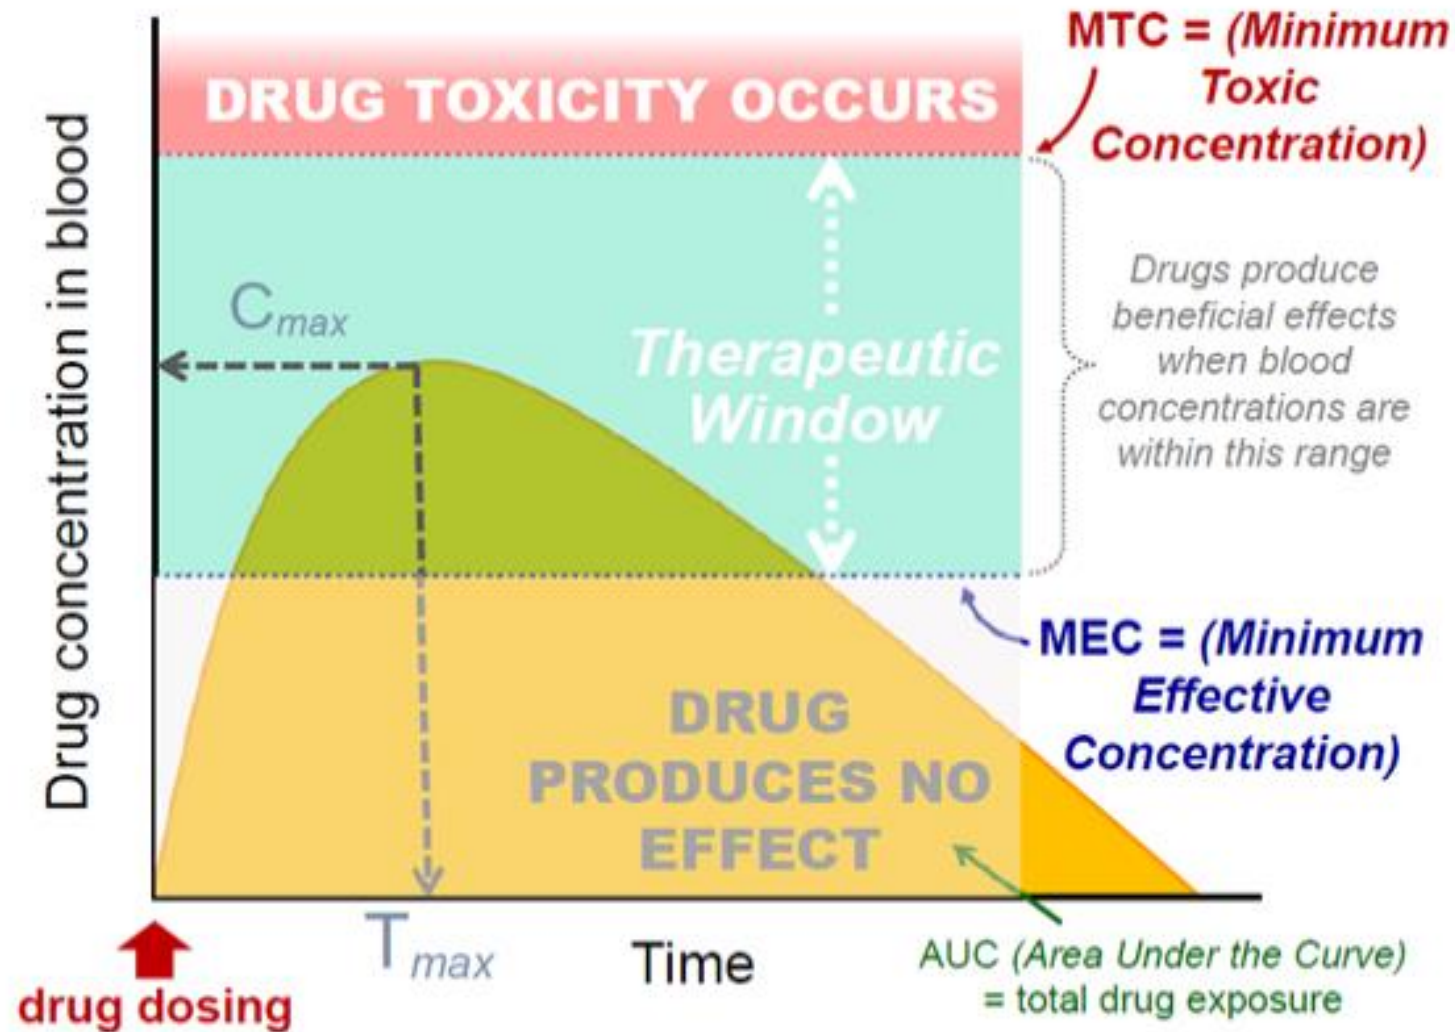 MTC = (Minimum
Toxic
Concentration)
DRUG TOXICITY OCCURS
Drug concentration in blood
Cmax
Therapeutic
Window
Drugs produce
beneficial effects
when blood
concentrations are
within this range
MEC = (Minimum
Effective
Concentration)
DRUG
PRODUCES NO
EFFECT
Tmax
Time
AUC (Area Under the Curve)
= total drug exposure
drug dosing